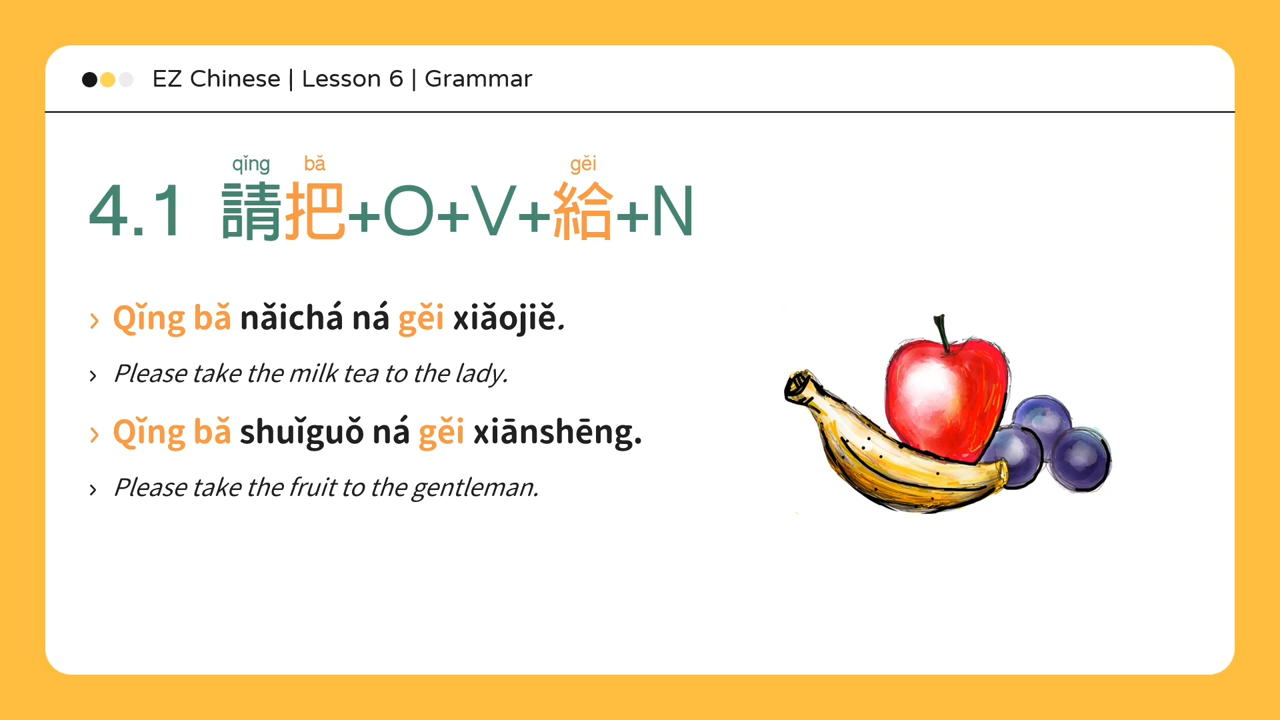 EZ Chinese | Lesson 6 | Grammar
qǐng bǎ gěi
4.1 請把+O+V+給+N
› Qǐng bǎ nǎichá ná gěi xiǎojiě.
› Please take the milk tea to the lady.
› Qǐng bǎ shuǐguǒ ná gěi xiānshēng.
› Please take the fruit to the gentleman.